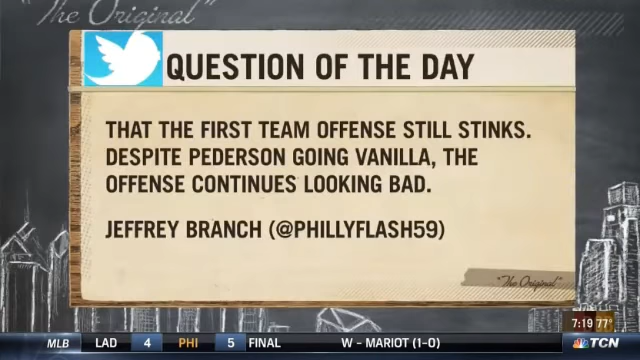 "The Original"
QUESTION OF THE DAY
THAT THE FIRST TEAM OFFENSE STILL STINKS.
DESPITE PEDERSON GOING VANILLA, THE
OFFENSE CONTINUES LOOKING BAD.
JEFFREY BRANCH (@PHILLYFLASH59)
"The Original"
7:19 77°
MLB LAD 4 PHI 5 FINAL W - MARIOT (1-0) TCN